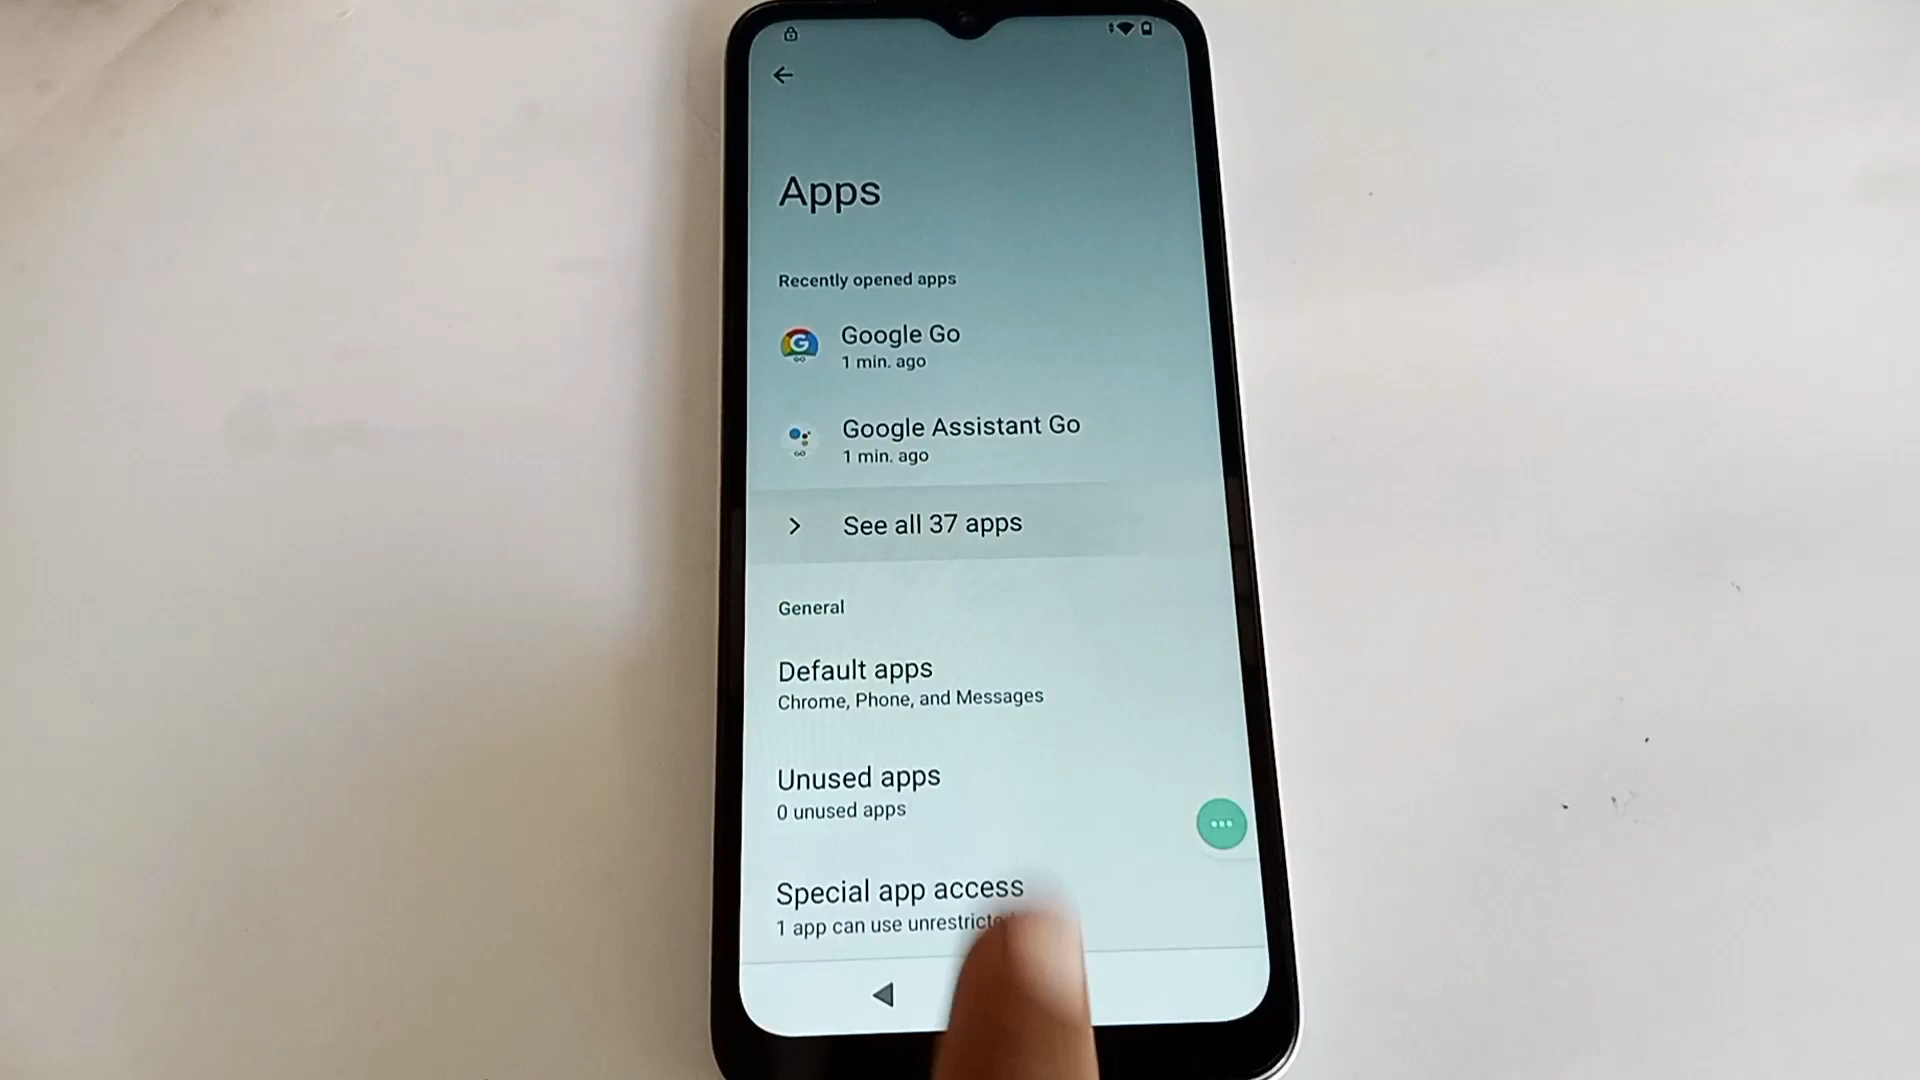 Apps
Recently opened apps
Google Go
1 min. ago
Google Assistant Go
1 min. ago
See all 37 apps
General
Default apps
Chrome, Phone, and Messages
Unused apps
0 unused apps
Special app access
1 app can use